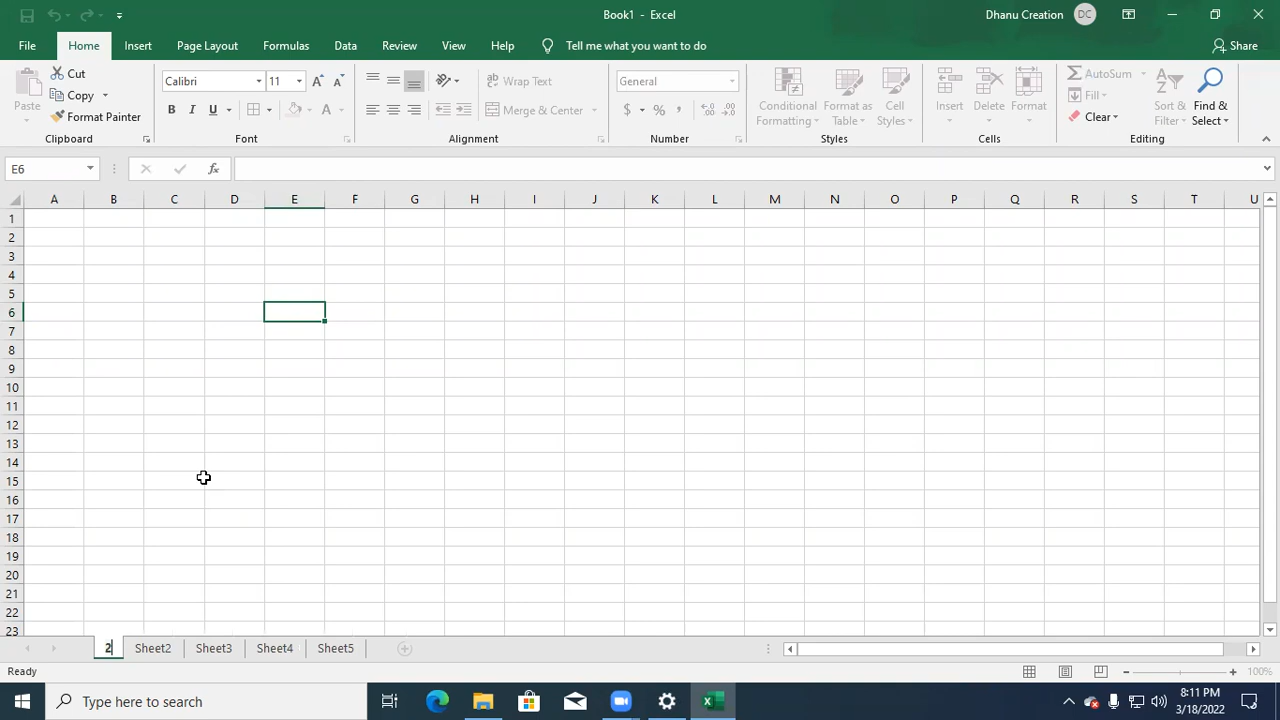 Book1 - Excel
Dhanu Creation DC
File Home Insert Page Layout Formulas Data Review View Help Tell me what you want to do Share
Paste
Cut
Copy
Format Painter
Clipboard
Calibri 11 A A
B I U A
Font
ab Wrap Text
Merge & Center
Alignment
General
$ % ,
Number
Conditional Formatting
Format as Table
Cell Styles
Styles
Insert Delete Format
Cells
AutoSum
Fill
Clear
Sort & Filter
Find & Select
Editing
E6 fx
A B C D E F G H I J K L M N O P Q R S T U
1
2
3
4
5
6
7
8
9
10
11
12
13
14
15
16
17
18
19
20
21
22
23
2 Sheet2 Sheet3 Sheet4 Sheet5
Ready 100%
Type here to search
8:11 PM
3/18/2022